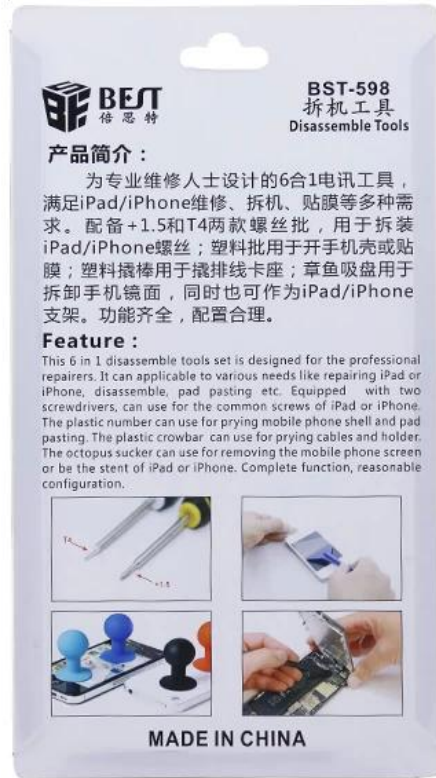 BEST
倍思特
BST-598
拆机工具
Disassemble Tools
产品简介：
为专业维修人士设计的6合1电讯工具，
满足iPad/iPhone维修、拆机、贴膜等多种需
求。配备+1.5和T4两款螺丝批，用于拆装
iPad/iPhone螺丝；塑料批用于开手机壳或贴
膜；塑料撬棒用于撬排线卡座；章鱼吸盘用于
拆卸手机镜面，同时也可作为iPad/iPhone
支架。功能齐全，配置合理。
Feature :
This 6 in 1 disassemble tools set is designed for the professional
repairers. It can applicable to various needs like repairing iPad or
iPhone, disassemble, pad pasting etc. Equipped with two
screwdrivers, can use for the common screws of iPad or iPhone.
The plastic number can use for prying mobile phone shell and pad
pasting. The plastic crowbar can use for prying cables and holder.
The octopus sucker can use for removing the mobile phone screen
or be the stent of iPad or iPhone. Complete function, reasonable
configuration.
T4
+1.5
MADE IN CHINA